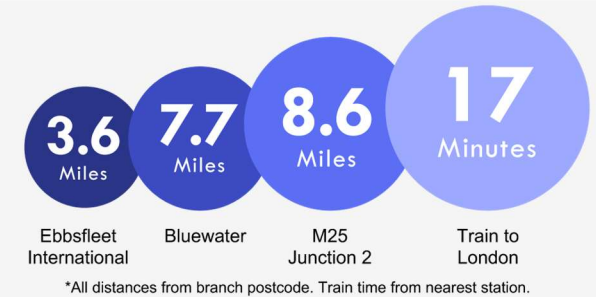 3.6
Miles
7.7
Miles
8.6
Miles
17
Minutes
Ebbsfleet
International
Bluewater
M25
Junction 2
Train to
London
*All distances from branch postcode. Train time from nearest station.